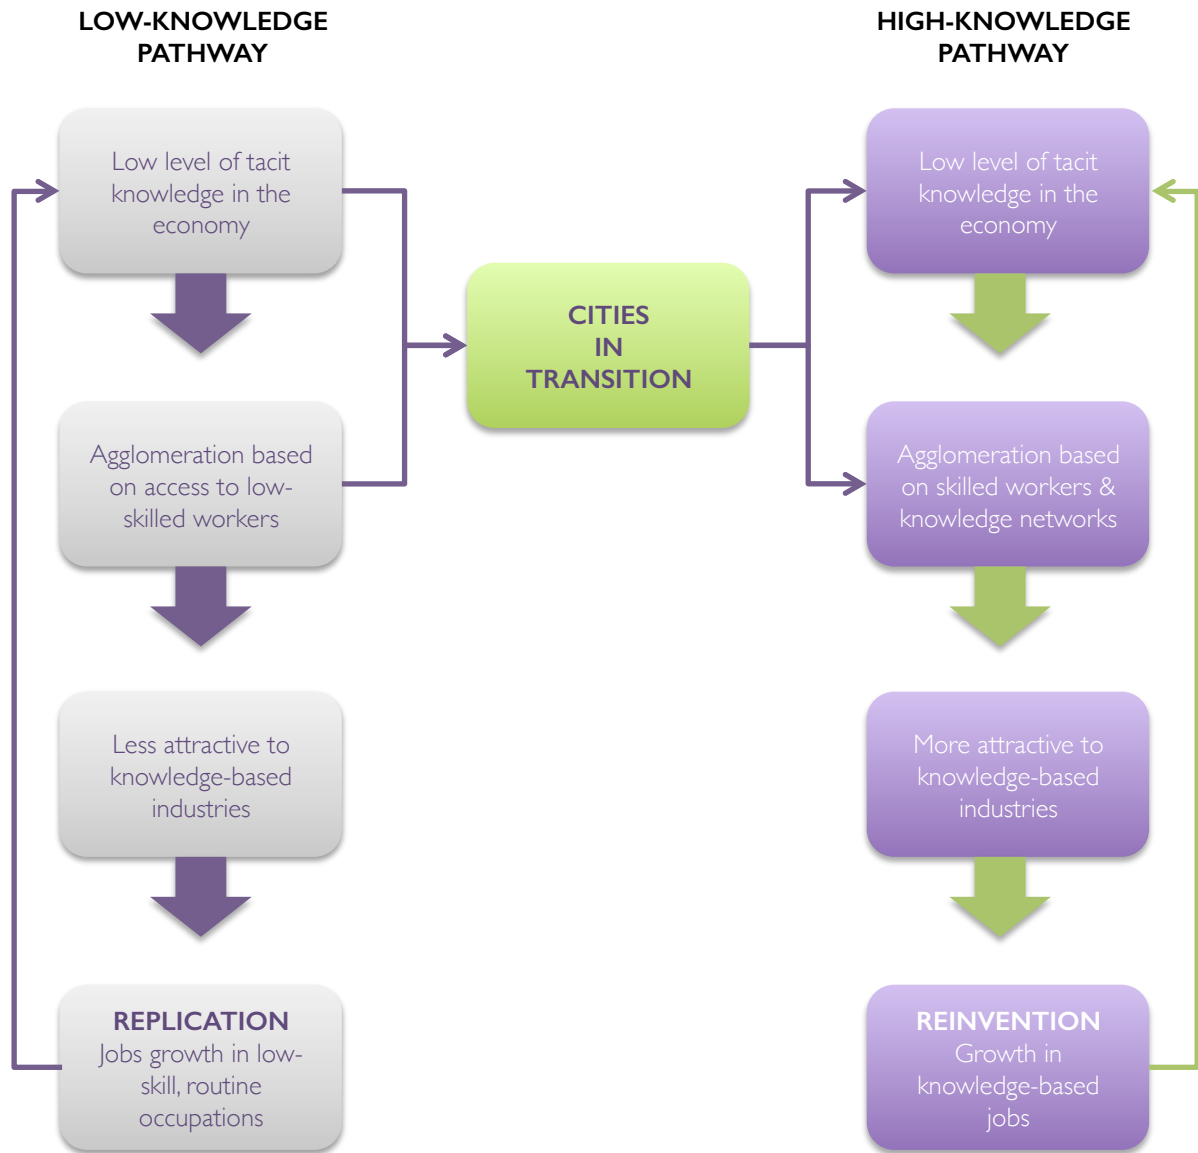 LOW-KNOWLEDGE
PATHWAY
Low level of tacit
knowledge in the
economy
Agglomeration based
on access to low-
skilled workers
Less attractive to
knowledge-based
industries
REPLICATION
Jobs growth in low-
skill, routine
occupations
CITIES
IN
TRANSITION
HIGH-KNOWLEDGE
PATHWAY
Low level of tacit
knowledge in the
economy
Agglomeration based
on skilled workers &
knowledge networks
More attractive to
knowledge-based
industries
REINVENTION
Growth in
knowledge-based
jobs